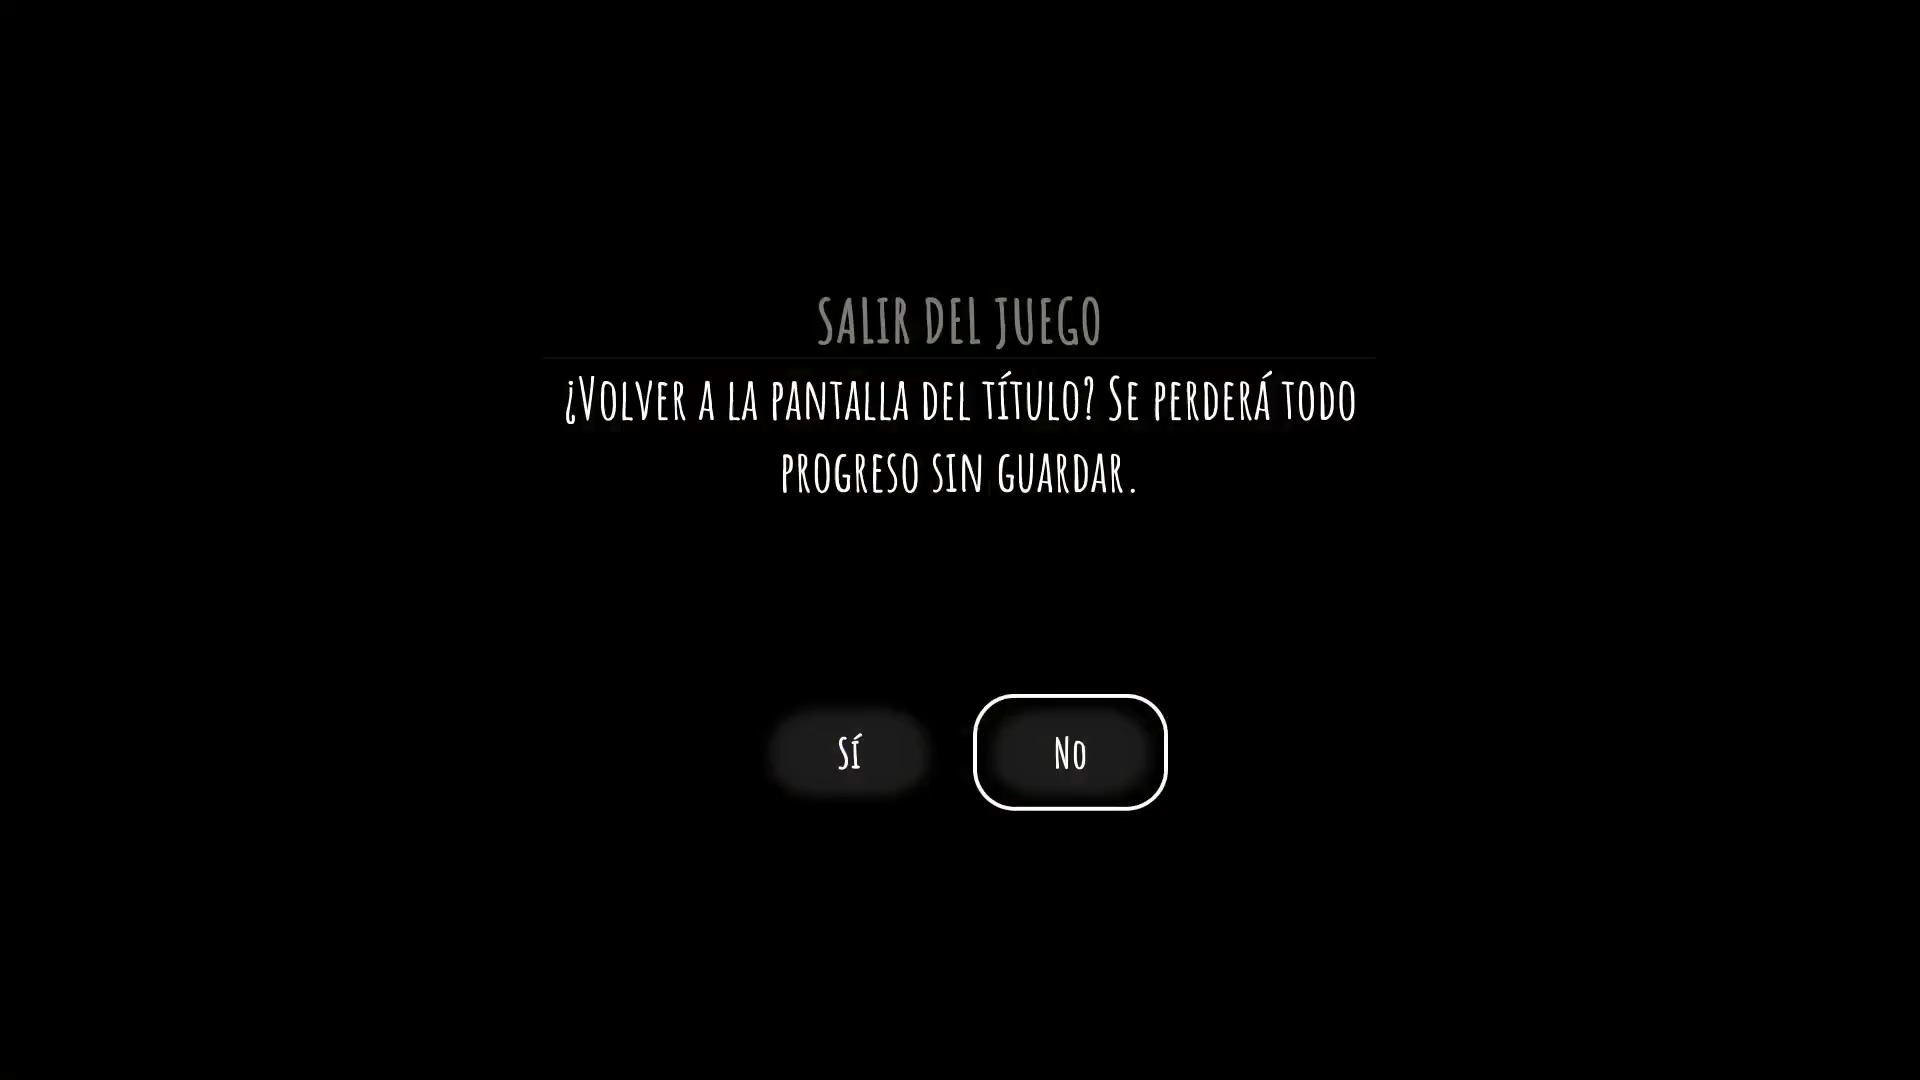 SALIR DEL JUEGO
¿VOLVER A LA PANTALLA DEL TÍTULO? SE PERDERÁ TODO
PROGRESO SIN GUARDAR.
SÍ
NO